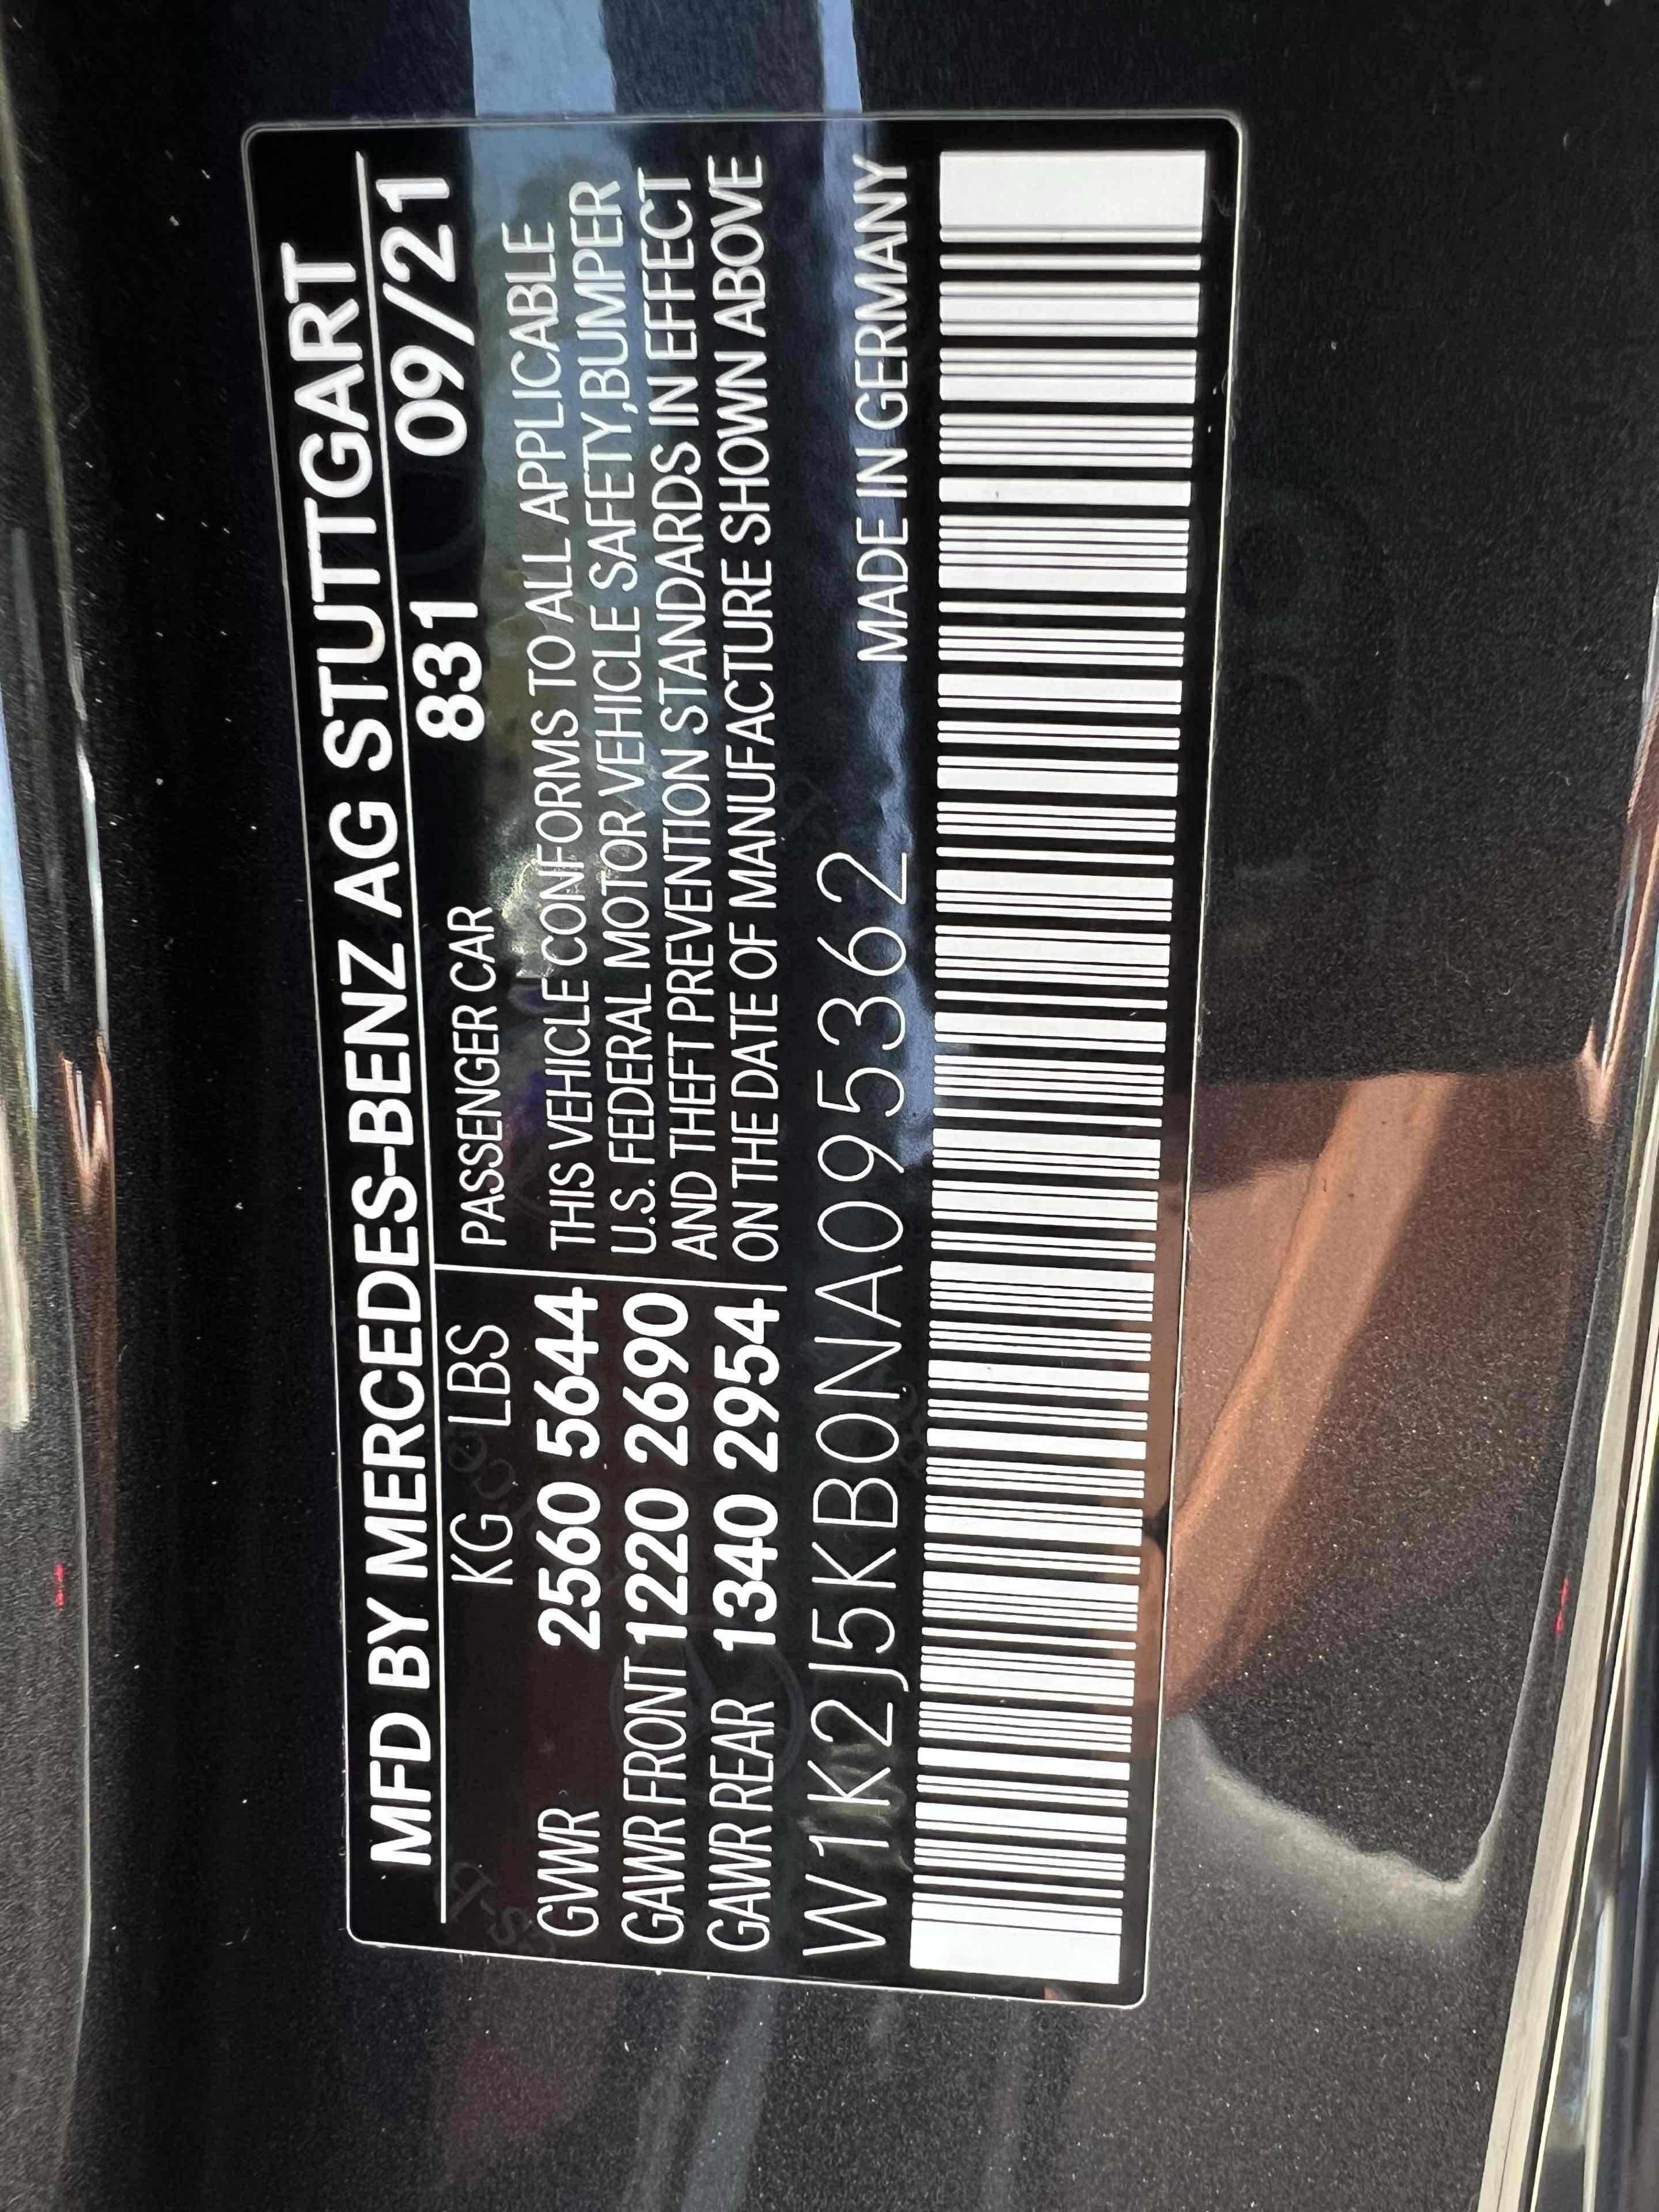 MFD BY MERCEDES-BENZ AG STUTTGART
KG LBS PASSENGER CAR 831 09/21
GVWR 2560 5644 THIS VEHICLE CONFORMS TO ALL APPLICABLE
GAWR FRONT 1220 2690 U.S. FEDERAL MOTOR VEHICLE SAFETY,BUMPER
AND THEFT PREVENTION STANDARDS IN EFFECT
GAWR REAR 1340 2954 ON THE DATE OF MANUFACTURE SHOWN ABOVE
W1K2J5KB0NA095362 MADE IN GERMANY